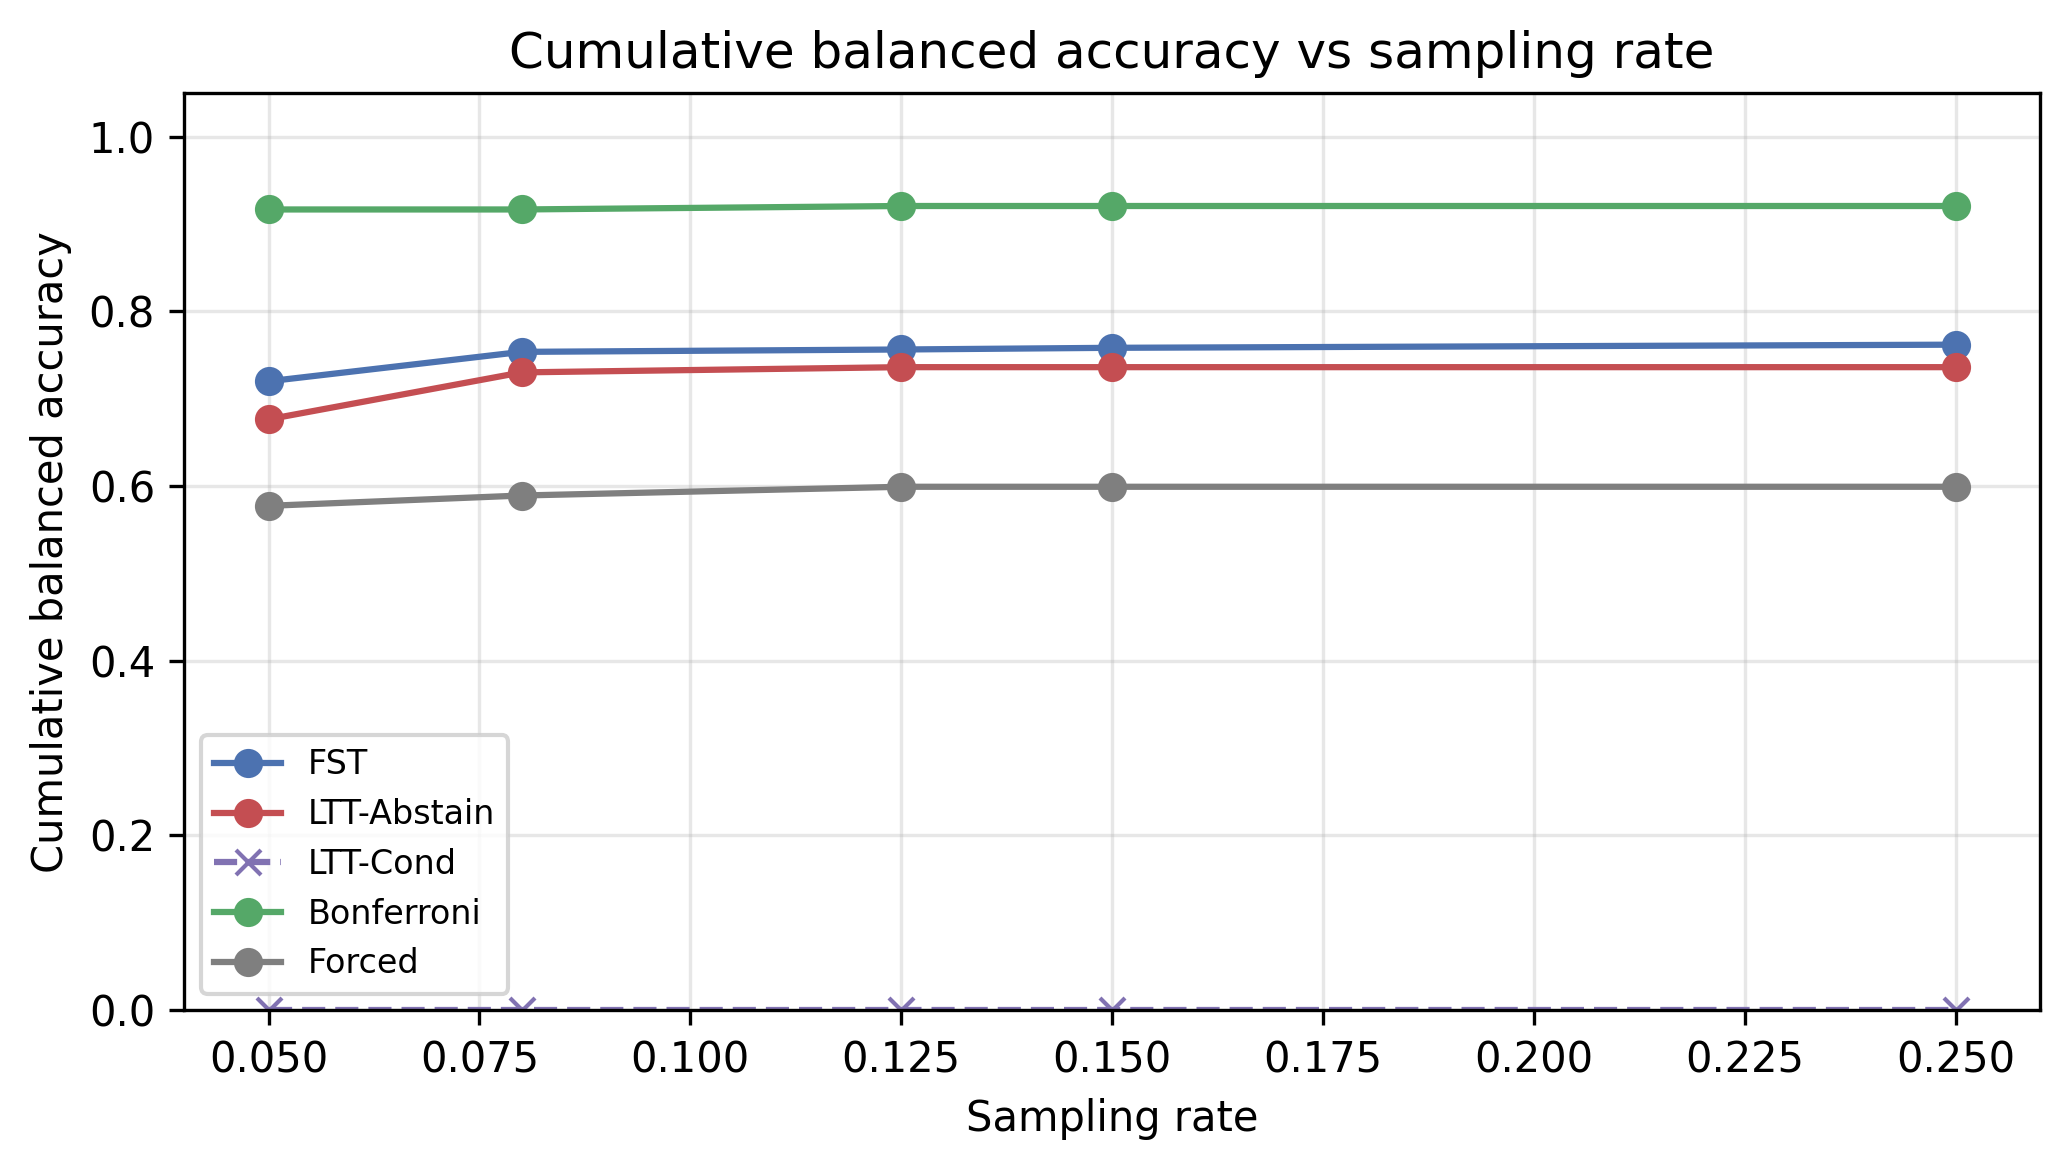 Cumulative balanced accuracy vs sampling rate
Cumulative balanced accuracy
1.0
0.8
0.6
0.4
0.2
0.0
FST
LTT-Abstain
LTT-Cond
Bonferroni
Forced
0.050 0.075 0.100 0.125 0.150 0.175 0.200 0.225 0.250
Sampling rate